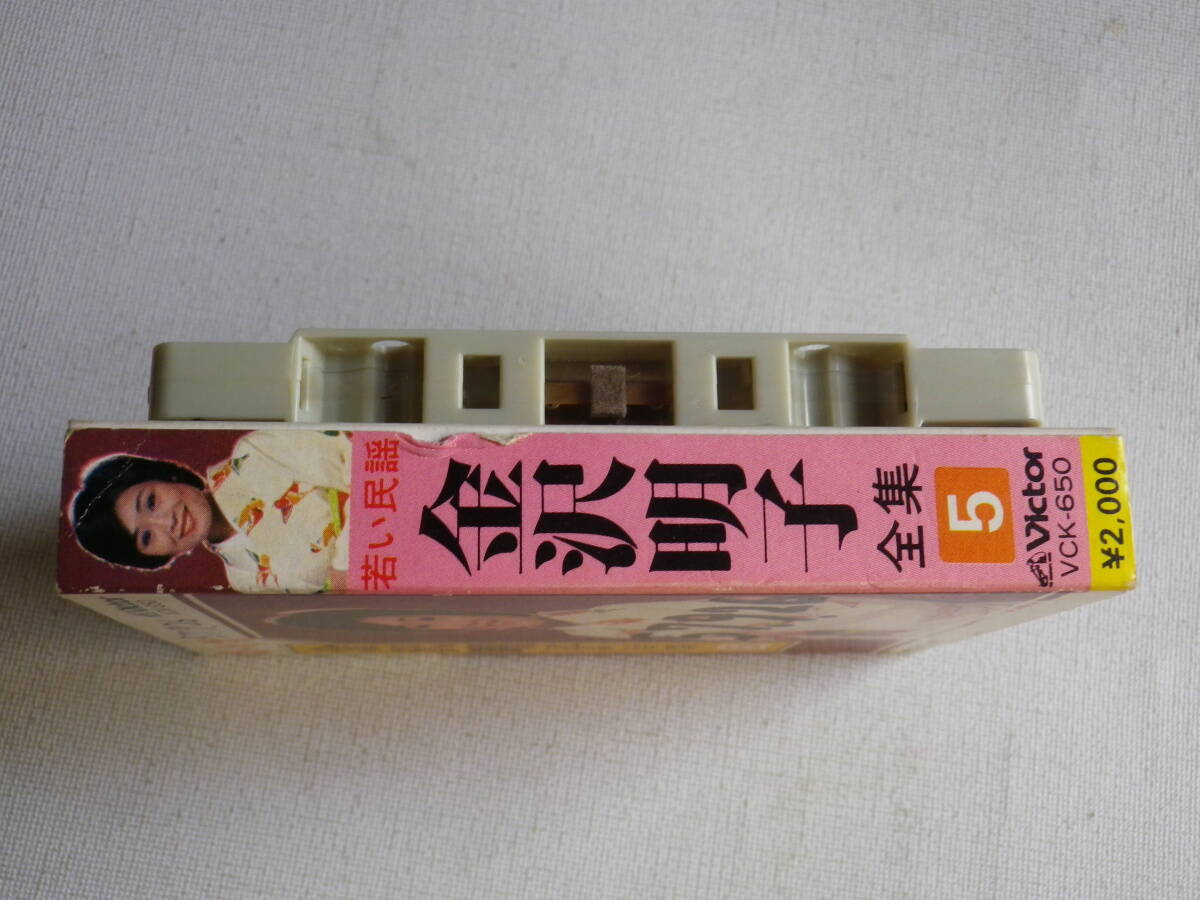 若い民謡
金沢明子
全集
5
Victor
VCK-650
¥2,000